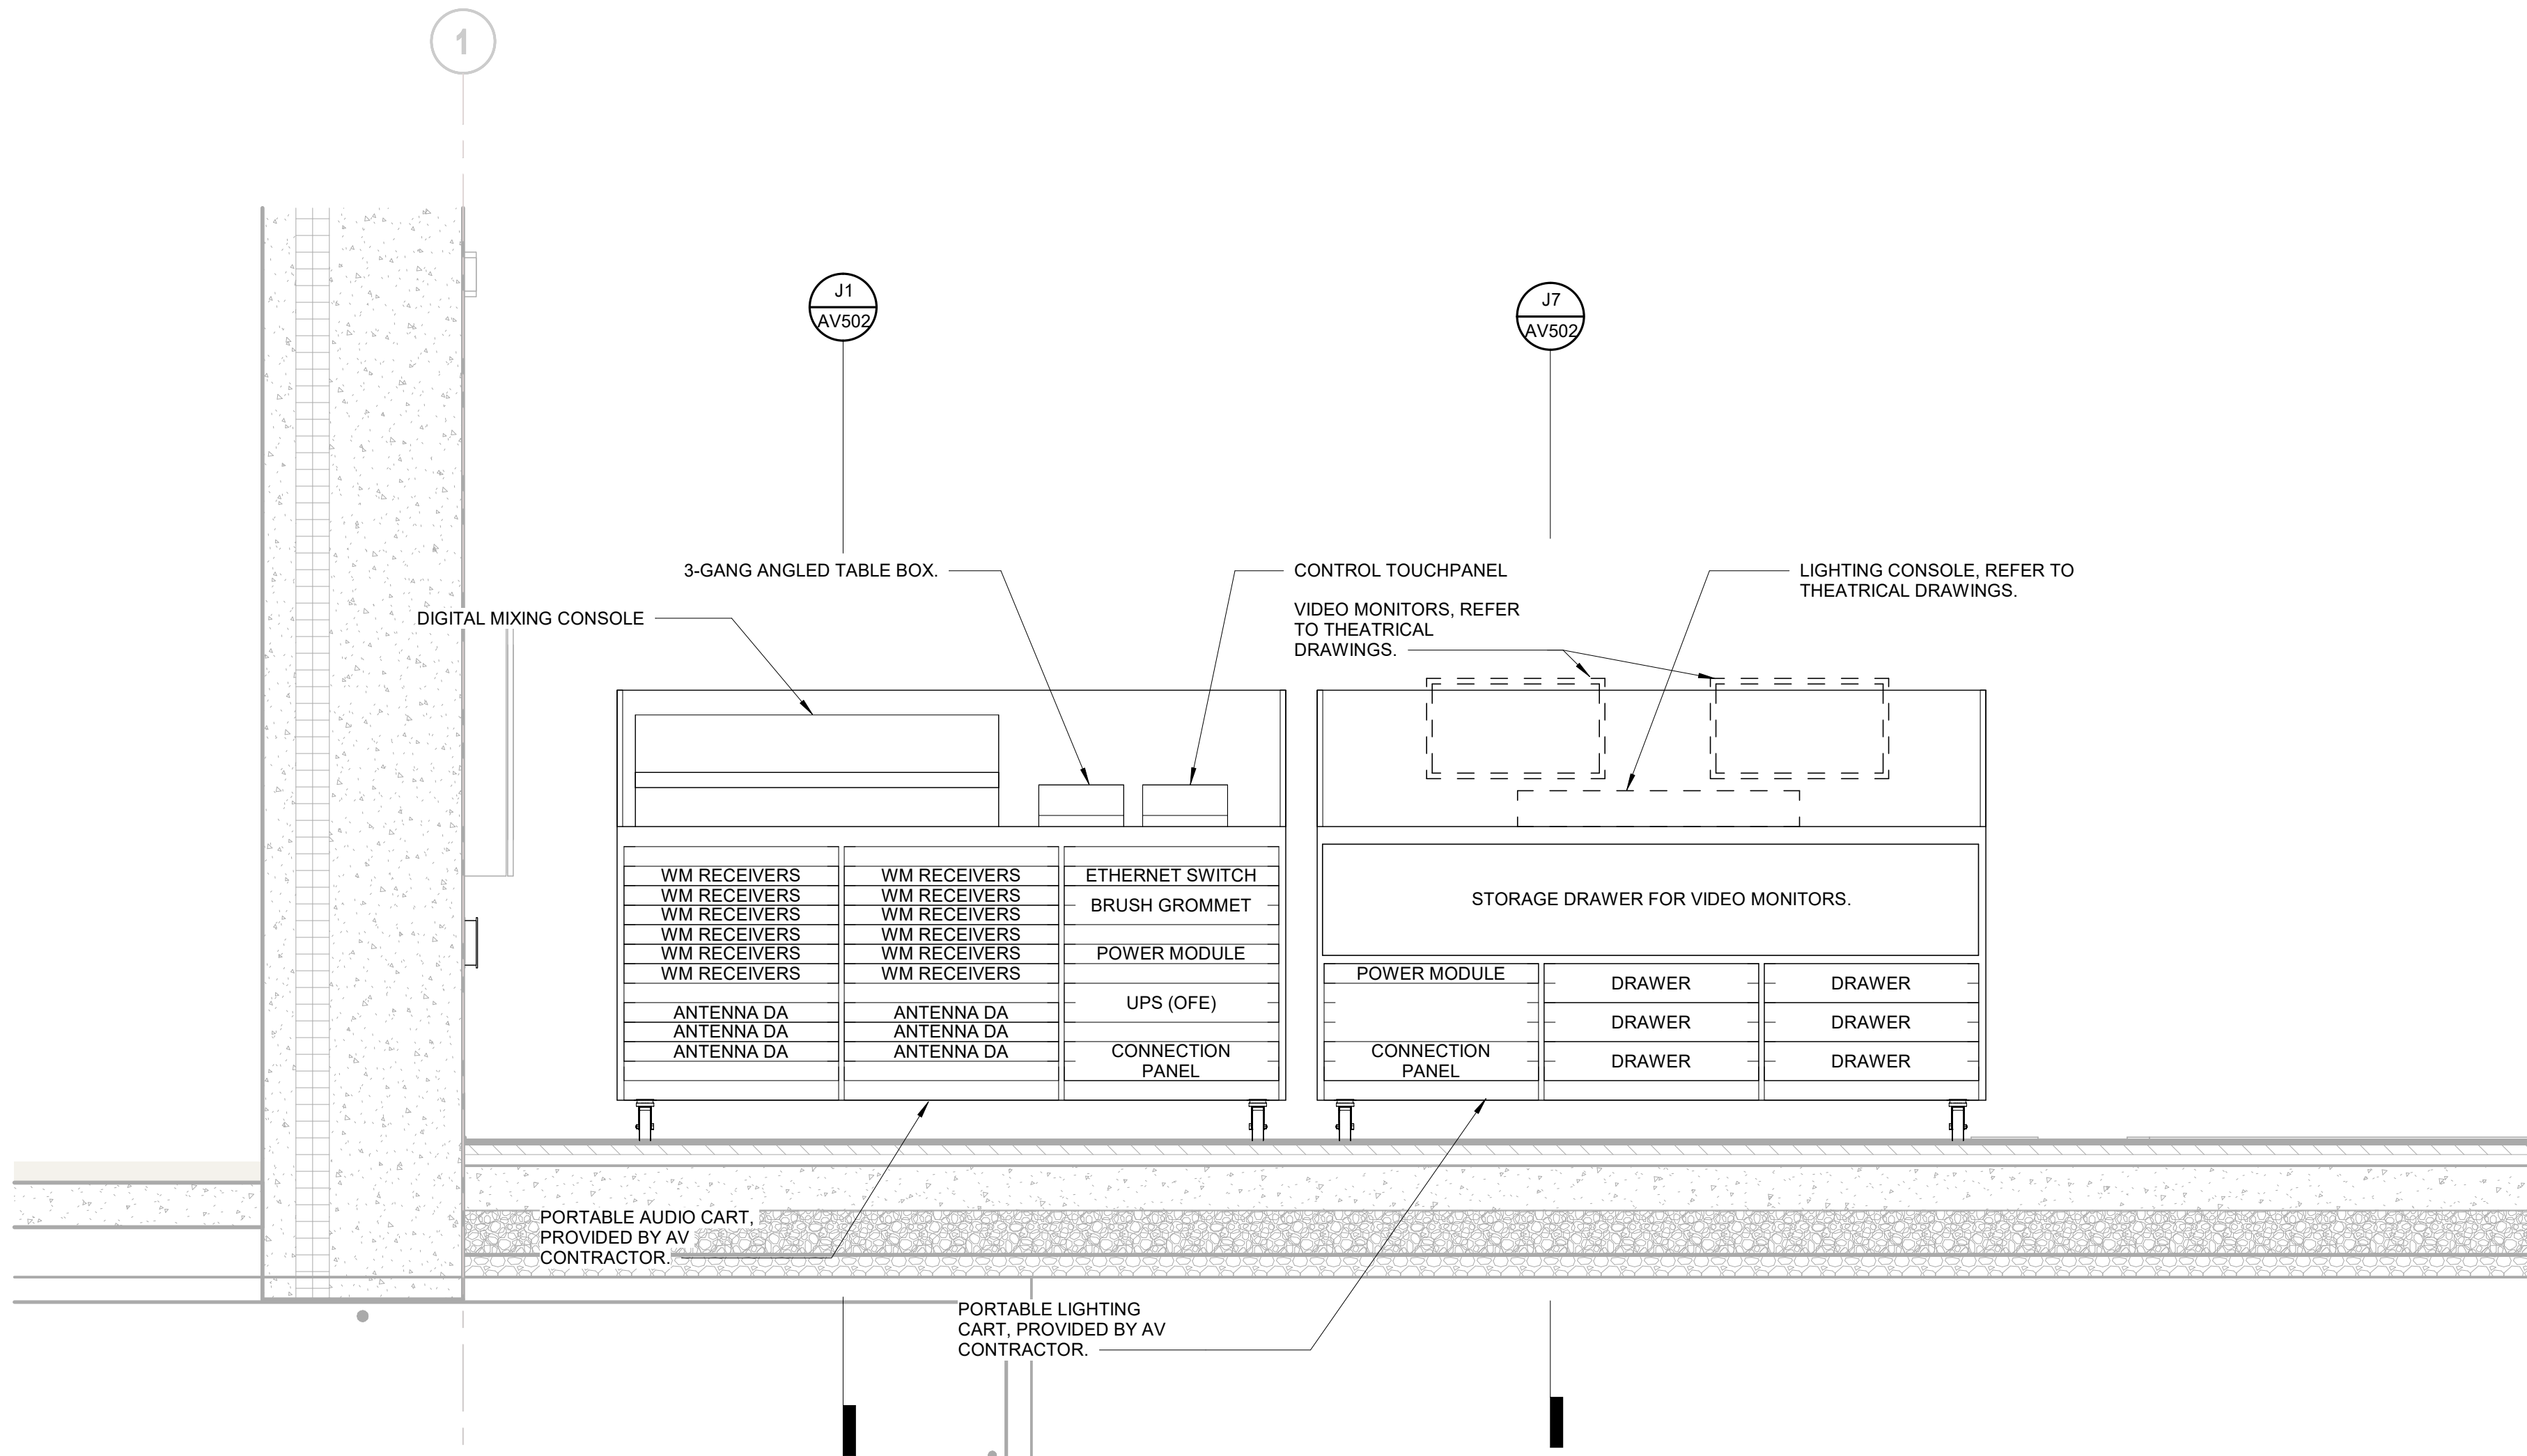 1
J1
AV502
J7
AV502
3-GANG ANGLED TABLE BOX.
CONTROL TOUCHPANEL
LIGHTING CONSOLE, REFER TO
THEATRICAL DRAWINGS.
DIGITAL MIXING CONSOLE
VIDEO MONITORS, REFER
TO THEATRICAL
DRAWINGS.
WM RECEIVERS
WM RECEIVERS
WM RECEIVERS
WM RECEIVERS
WM RECEIVERS
WM RECEIVERS
ANTENNA DA
ANTENNA DA
ANTENNA DA
WM RECEIVERS
WM RECEIVERS
WM RECEIVERS
WM RECEIVERS
WM RECEIVERS
WM RECEIVERS
ANTENNA DA
ANTENNA DA
ANTENNA DA
ETHERNET SWITCH
BRUSH GROMMET
POWER MODULE
UPS (OFE)
CONNECTION
PANEL
STORAGE DRAWER FOR VIDEO MONITORS.
POWER MODULE
CONNECTION
PANEL
DRAWER
DRAWER
DRAWER
DRAWER
DRAWER
DRAWER
PORTABLE AUDIO CART,
PROVIDED BY AV
CONTRACTOR.
PORTABLE LIGHTING
CART, PROVIDED BY AV
CONTRACTOR.